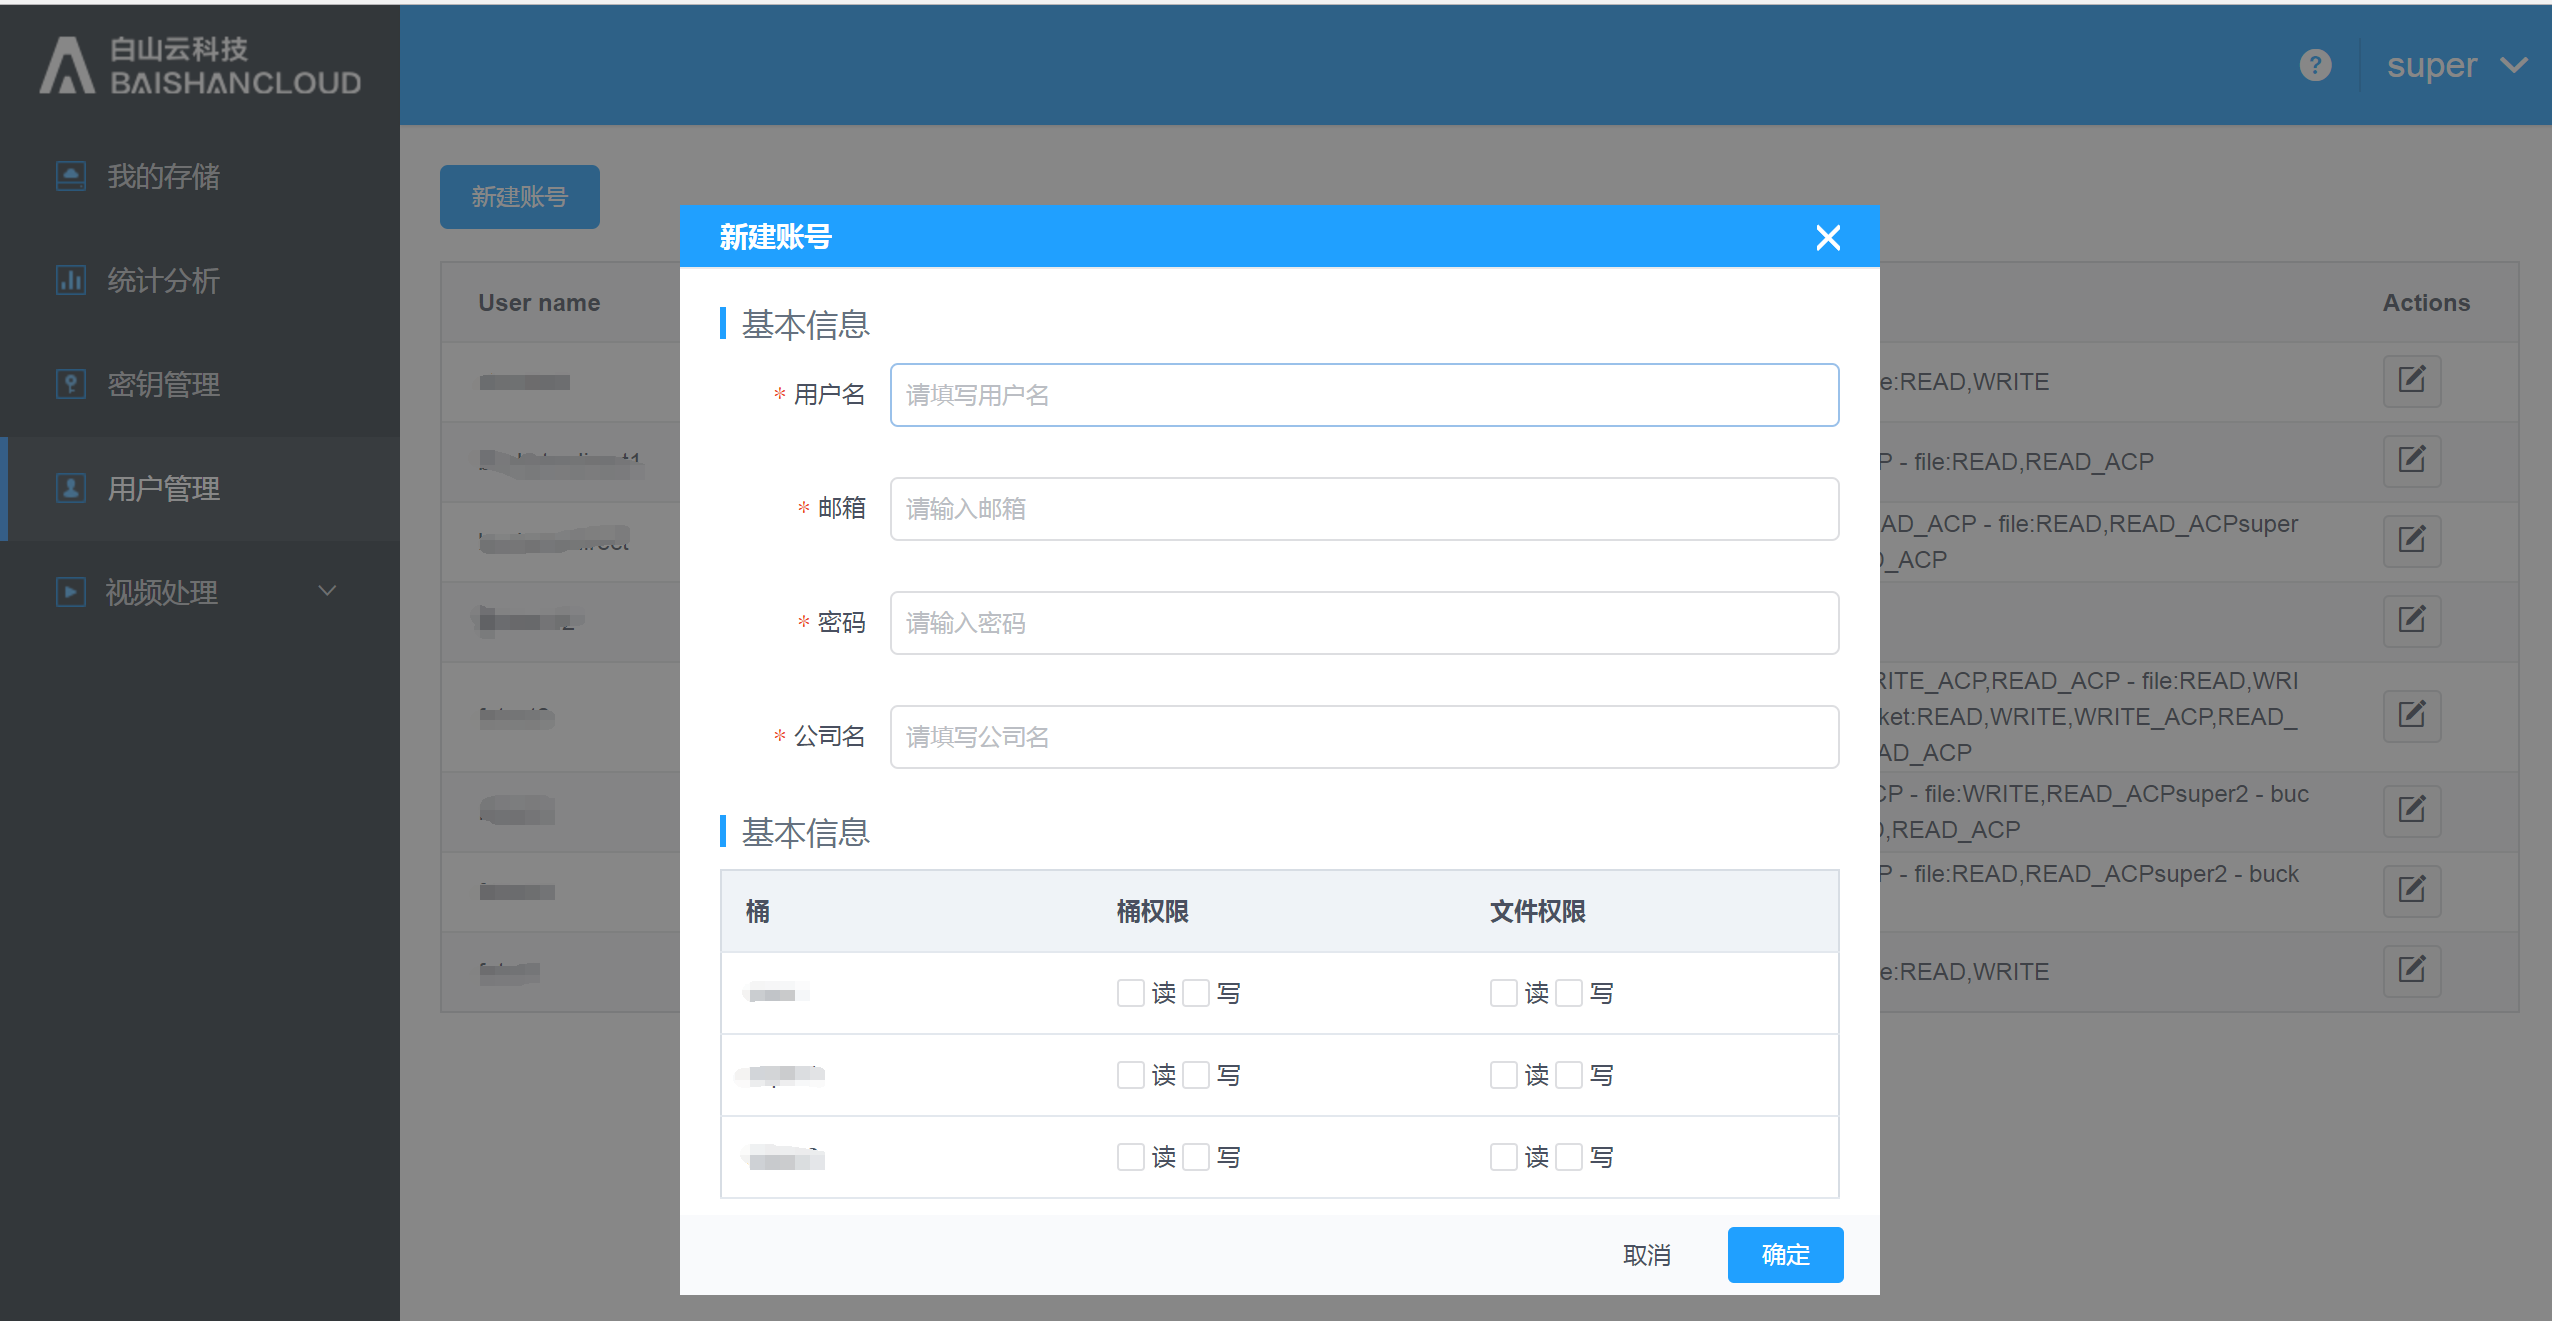 白山云科技
BAISHANCLOUD
super
我的存储
统计分析
密钥管理
用户管理
视频处理
新建账号
User name
Actions
e:READ,WRITE
P - file:READ,READ_ACP
AD_ACP - file:READ,READ_ACPsuper
_ACP
RITE_ACP,READ_ACP - file:READ,WRI
ket:READ,WRITE,WRITE_ACP,READ_
AD_ACP
CP - file:WRITE,READ_ACPsuper2 - buc
,READ_ACP
P - file:READ,READ_ACPsuper2 - buck
e:READ,WRITE
新建账号
基本信息
* 用户名 请填写用户名
* 邮箱 请输入邮箱
* 密码 请输入密码
* 公司名 请填写公司名
基本信息
桶 桶权限 文件权限
读 写 读 写
读 写 读 写
读 写 读 写
取消 确定